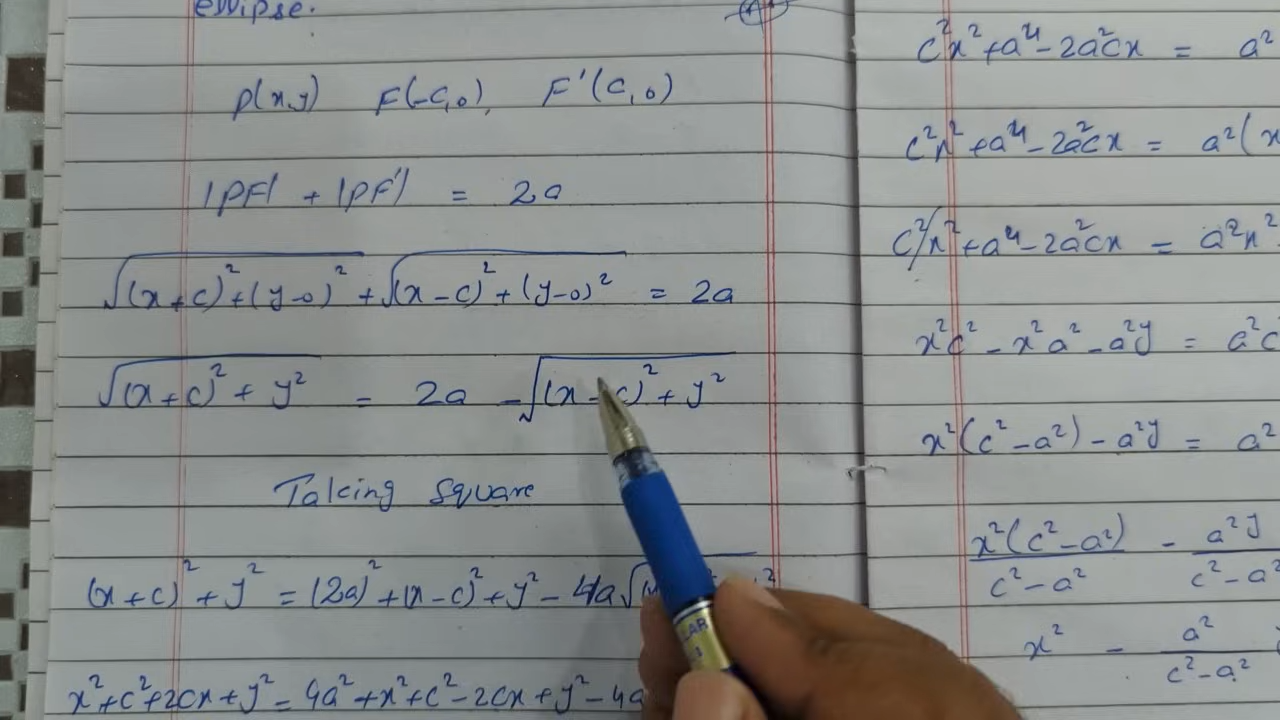 ellipse.
P(x,y) F(-c,0), F'(c,0)
|PF| + |PF'| = 2a
√(x+c)²+(y-0)² + √(x-c)²+(y-0)² = 2a
√(x+c)² + y² = 2a - √(x-c)² + y²
Taking square
(x+c)² + y² = (2a)² + (x-c)² + y² - 4a√
x²+c²+2cx+y² = 4a²+x²+c²-2cx+y²-4a
c²x²+a⁴-2a²cx = a²
c²x²+a⁴-2a²cx = a²(x
c²x²+a⁴-2a²cx = a²x²
x²c²-x²a²-a²y = a²c
x²(c²-a²)-a²y = a²
x²(c²-a²)/c²-a² - a²y/c²-a²
x² - a²/c²-a²
LAR